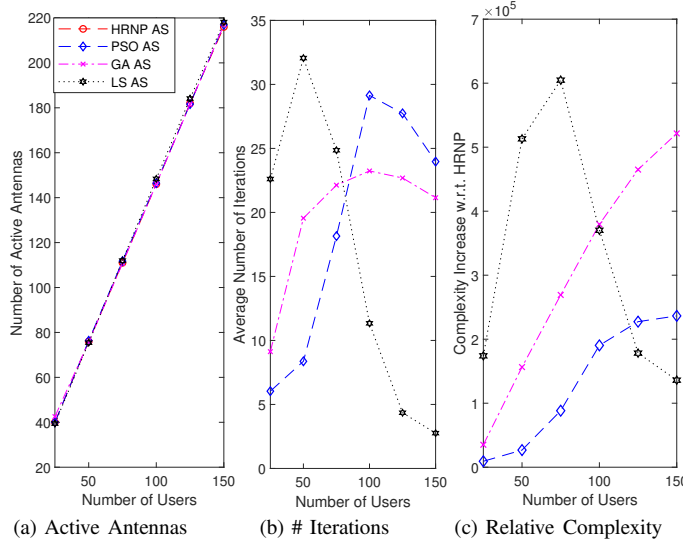 220
200
180
160
140
120
100
80
60
40
20
50
100
150
Number of Active Antennas
Number of Users
HRNP AS
PSO AS
GA AS
LS AS
(a) Active Antennas
35
30
25
20
15
10
5
0
50
100
150
Average Number of Iterations
Number of Users
(b) # Iterations
×10⁵
7
6
5
4
3
2
1
0
50
100
150
Complexity Increase w.r.t. HRNP
Number of Users
(c) Relative Complexity